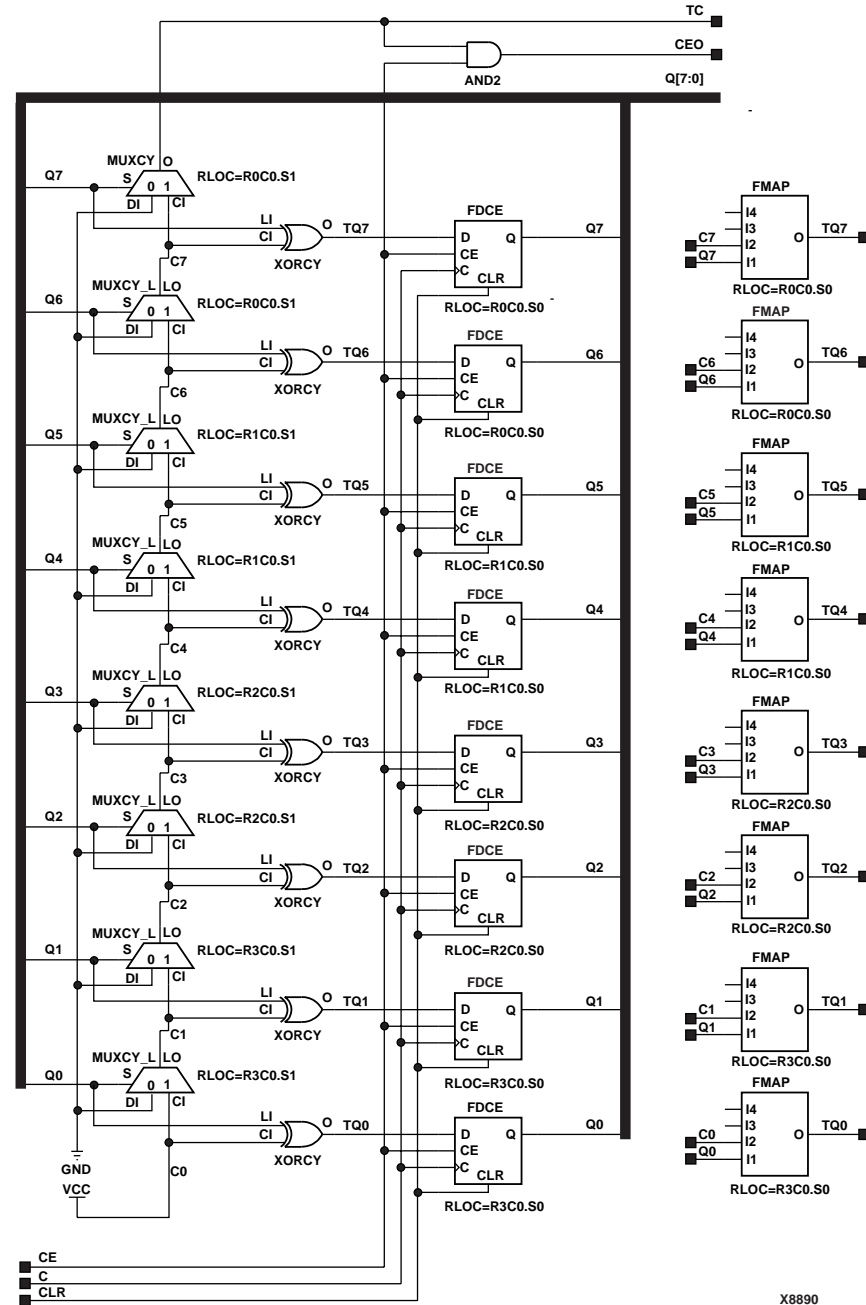 TC
CEO
AND2
Q[7:0]
MUXCY O
RLOC=R0C0.S1
Q7
S
0 1
DI
CI
LI
CI
O
TQ7
XORCY
C7
FDCE
D
Q
CE
C
CLR
RLOC=R0C0.S0
Q7
FMAP
I4
I3
C7
I2
Q7
I1
O
TQ7
RLOC=R0C0.S0
MUXCY_L LO
RLOC=R0C0.S1
Q6
S
0 1
DI
CI
LI
CI
O
TQ6
XORCY
C6
FDCE
D
Q
CE
C
CLR
RLOC=R0C0.S0
Q6
FMAP
I4
I3
C6
I2
Q6
I1
O
TQ6
RLOC=R0C0.S0
MUXCY_L LO
RLOC=R1C0.S1
Q5
S
0 1
DI
CI
LI
CI
O
TQ5
XORCY
C5
FDCE
D
Q
CE
C
CLR
RLOC=R1C0.S0
Q5
FMAP
I4
I3
C5
I2
Q5
I1
O
TQ5
RLOC=R1C0.S0
MUXCY_L LO
RLOC=R1C0.S1
Q4
S
0 1
DI
CI
LI
CI
O
TQ4
XORCY
C4
FDCE
D
Q
CE
C
CLR
RLOC=R1C0.S0
Q4
FMAP
I4
I3
C4
I2
Q4
I1
O
TQ4
RLOC=R1C0.S0
MUXCY_L LO
RLOC=R2C0.S1
Q3
S
0 1
DI
CI
LI
CI
O
TQ3
XORCY
C3
FDCE
D
Q
CE
C
CLR
RLOC=R2C0.S0
Q3
FMAP
I4
I3
C3
I2
Q3
I1
O
TQ3
RLOC=R2C0.S0
MUXCY_L LO
RLOC=R2C0.S1
Q2
S
0 1
DI
CI
LI
CI
O
TQ2
XORCY
C2
FDCE
D
Q
CE
C
CLR
RLOC=R2C0.S0
Q2
FMAP
I4
I3
C2
I2
Q2
I1
O
TQ2
RLOC=R2C0.S0
MUXCY_L LO
RLOC=R3C0.S1
Q1
S
0 1
DI
CI
LI
CI
O
TQ1
XORCY
C1
FDCE
D
Q
CE
C
CLR
RLOC=R3C0.S0
Q1
FMAP
I4
I3
C1
I2
Q1
I1
O
TQ1
RLOC=R3C0.S0
MUXCY_L LO
RLOC=R3C0.S1
Q0
S
0 1
DI
CI
LI
CI
O
TQ0
XORCY
C0
FDCE
D
Q
CE
C
CLR
RLOC=R3C0.S0
Q0
FMAP
I4
I3
C0
I2
Q0
I1
O
TQ0
RLOC=R3C0.S0
GND
VCC
CE
C
CLR
X8890